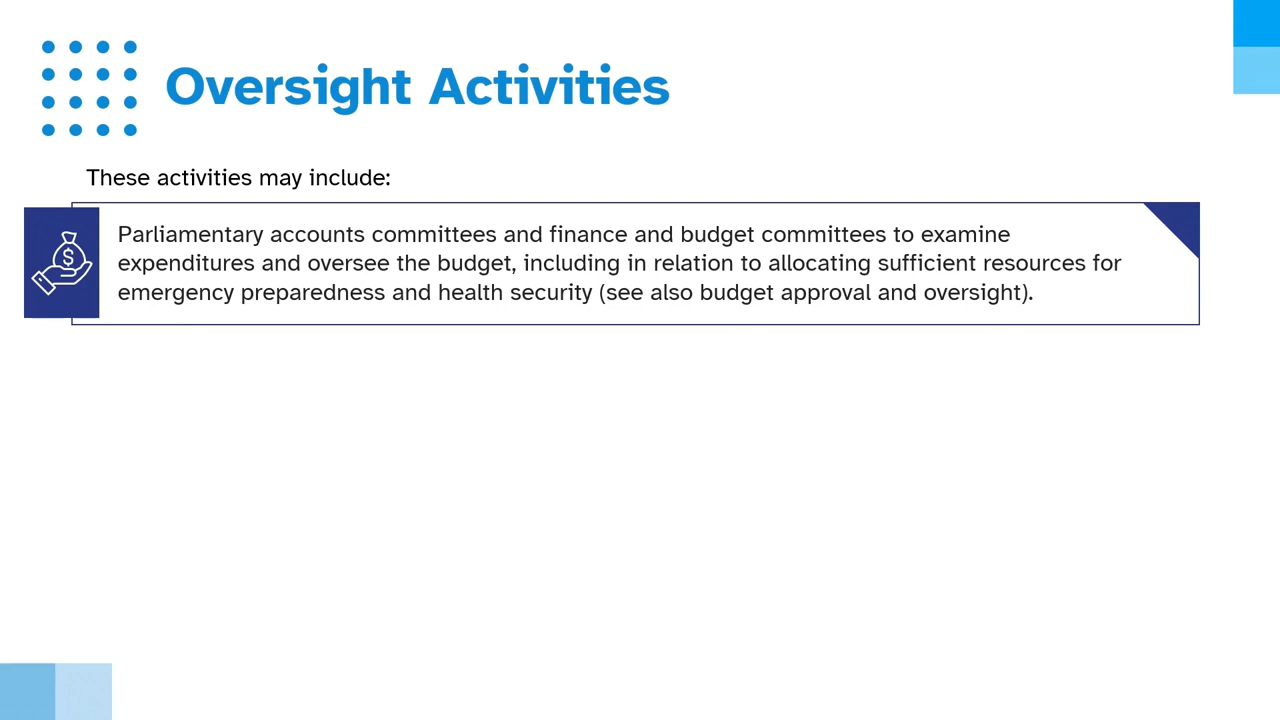 Oversight Activities
These activities may include:
Parliamentary accounts committees and finance and budget committees to examine
expenditures and oversee the budget, including in relation to allocating sufficient resources for
emergency preparedness and health security (see also budget approval and oversight).
$